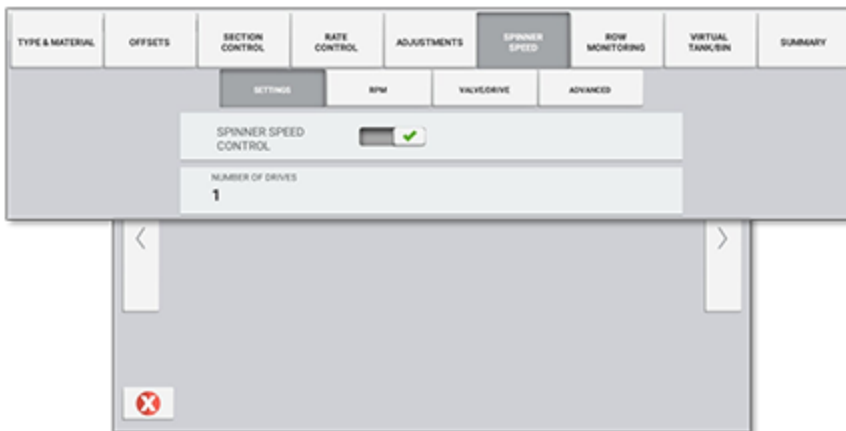 TYPE & MATERIAL
OFFSETS
SECTION
CONTROL
RATE
CONTROL
ADJUSTMENTS
SPINNER
SPEED
ROW
MONITORING
VIRTUAL
TANK/BIN
SUMMARY
SETTINGS
RPM
VALVE/DRIVE
ADVANCED
SPINNER SPEED
CONTROL
NUMBER OF DRIVES
1